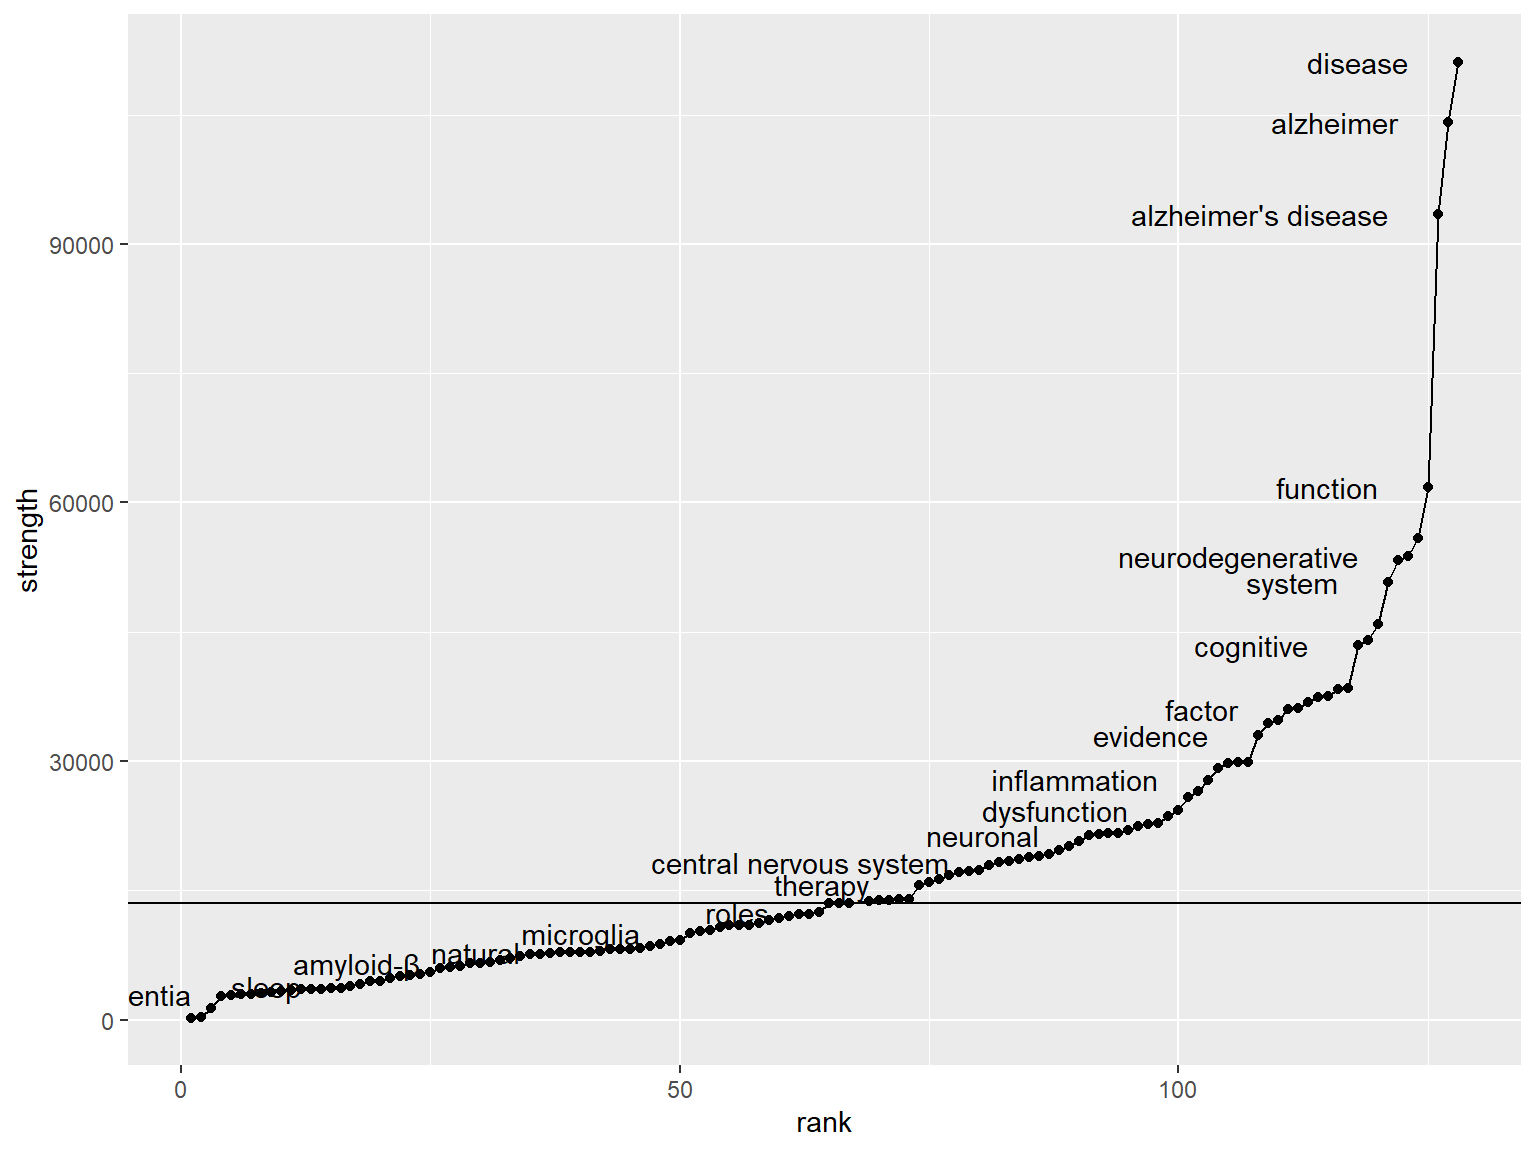 disease
alzheimer
alzheimer's disease
90000
function
60000
neurodegenerative
system
cognitive
factor
evidence
30000
inflammation
dysfunction
neuronal
central nervous system
therapy
roles
microglia
natural
amyloid-β
sleep
entia
0
0 50 100
rank
strength